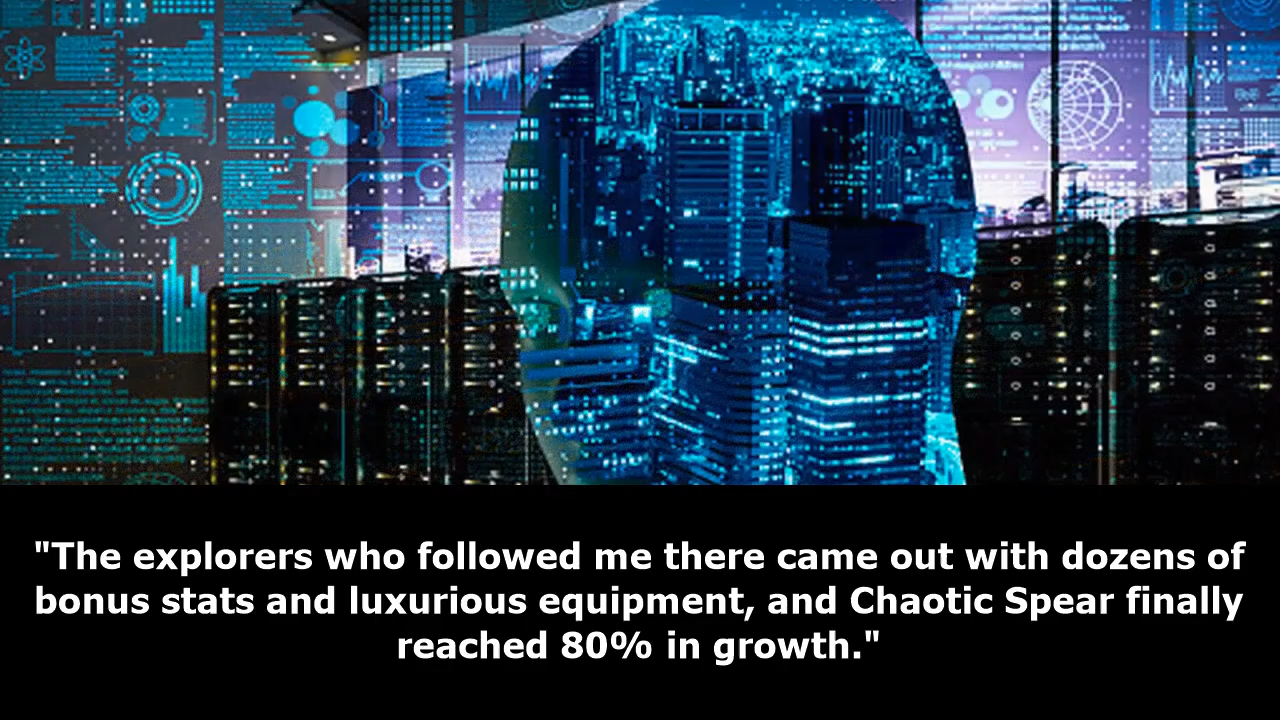 "The explorers who followed me there came out with dozens of
bonus stats and luxurious equipment, and Chaotic Spear finally
reached 80% in growth."